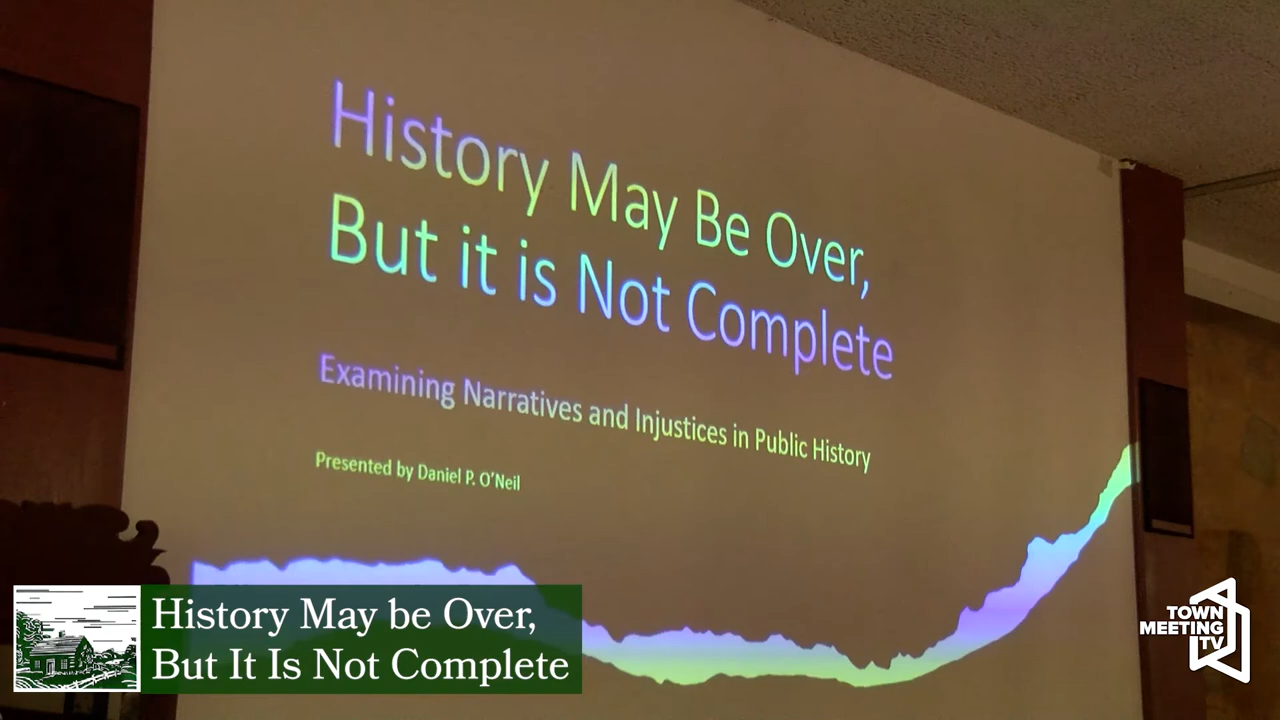 History May Be Over,
But it is Not Complete
Examining Narratives and Injustices in Public History
Presented by Daniel P. O'Neil
History May be Over,
But It Is Not Complete
TOWN
MEETING
TV